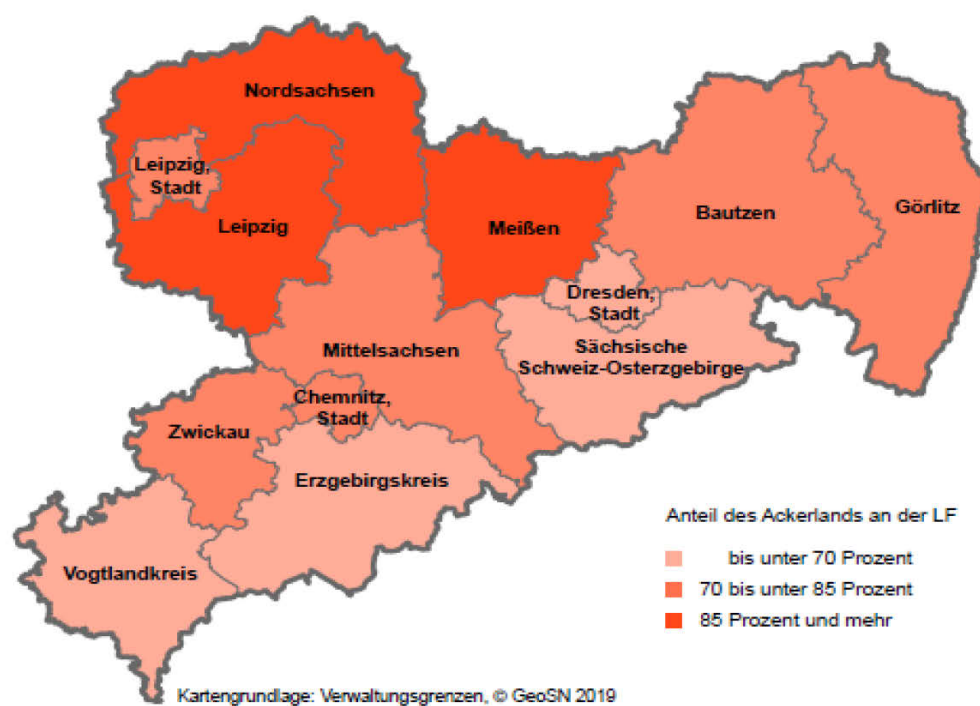 Nordsachsen
Leipzig,
Stadt
Leipzig
Meißen
Bautzen
Görlitz
Dresden,
Stadt
Mittelsachsen
Sächsische
Schweiz-Osterzgebirge
Chemnitz,
Stadt
Zwickau
Erzgebirgskreis
Vogtlandkreis
Anteil des Ackerlands an der LF
bis unter 70 Prozent
70 bis unter 85 Prozent
85 Prozent und mehr
Kartengrundlage: Verwaltungsgrenzen, © GeoSN 2019